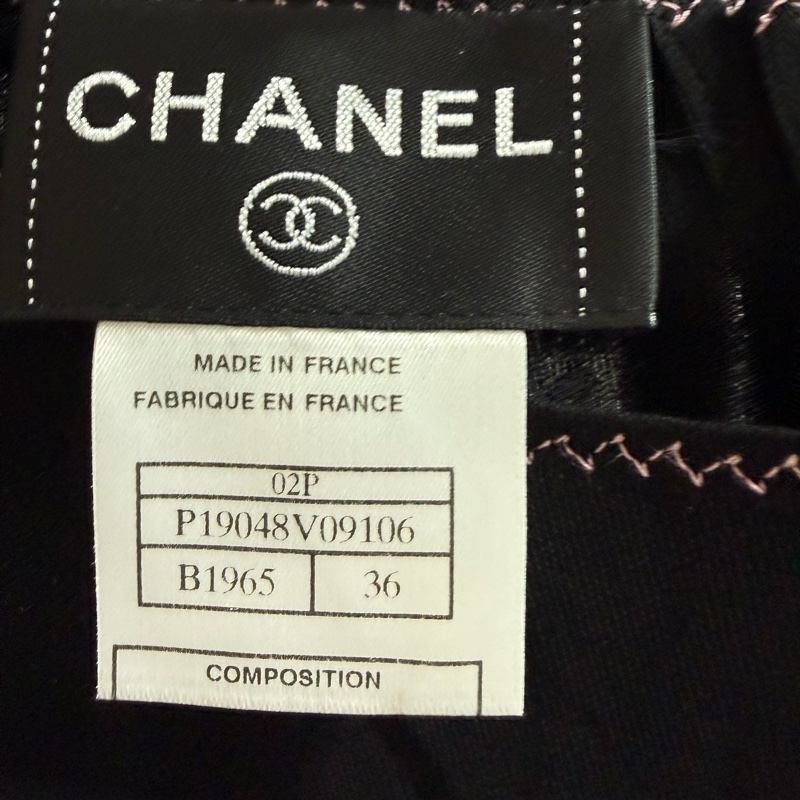 CHANEL
MADE IN FRANCE
FABRIQUE EN FRANCE
02P
P19048V09106
B1965 36
COMPOSITION